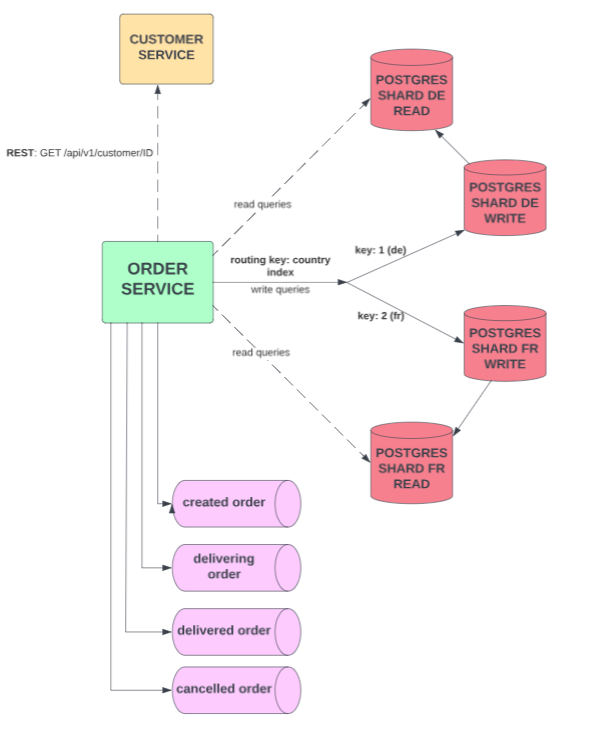 CUSTOMER
SERVICE
POSTGRES
SHARD DE
READ
REST: GET /api/v1/customer/ID
POSTGRES
SHARD DE
WRITE
read queries
key: 1 (de)
routing key: country
index
ORDER
SERVICE
write queries
key: 2 (fr)
POSTGRES
SHARD FR
WRITE
read queries
POSTGRES
SHARD FR
READ
created order
delivering
order
delivered order
cancelled order